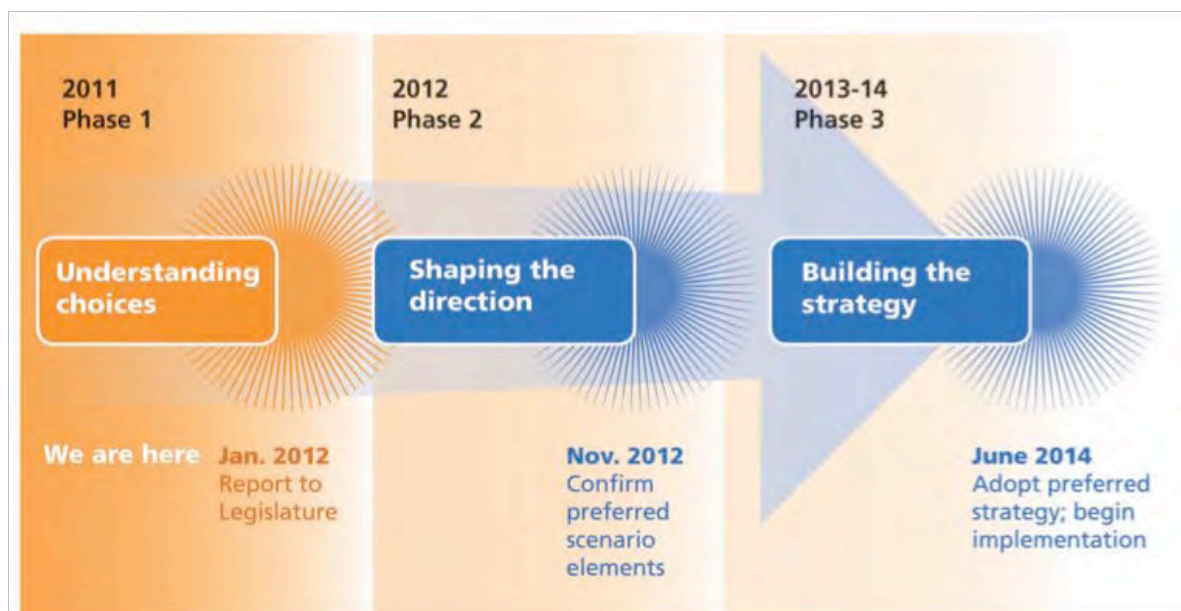 2011
Phase 1
2012
Phase 2
2013-14
Phase 3
Understanding
choices
Shaping the
direction
Building the
strategy
We are here
Jan. 2012
Report to
Legislature
Nov. 2012
Confirm
preferred
scenario
elements
June 2014
Adopt preferred
strategy; begin
implementation